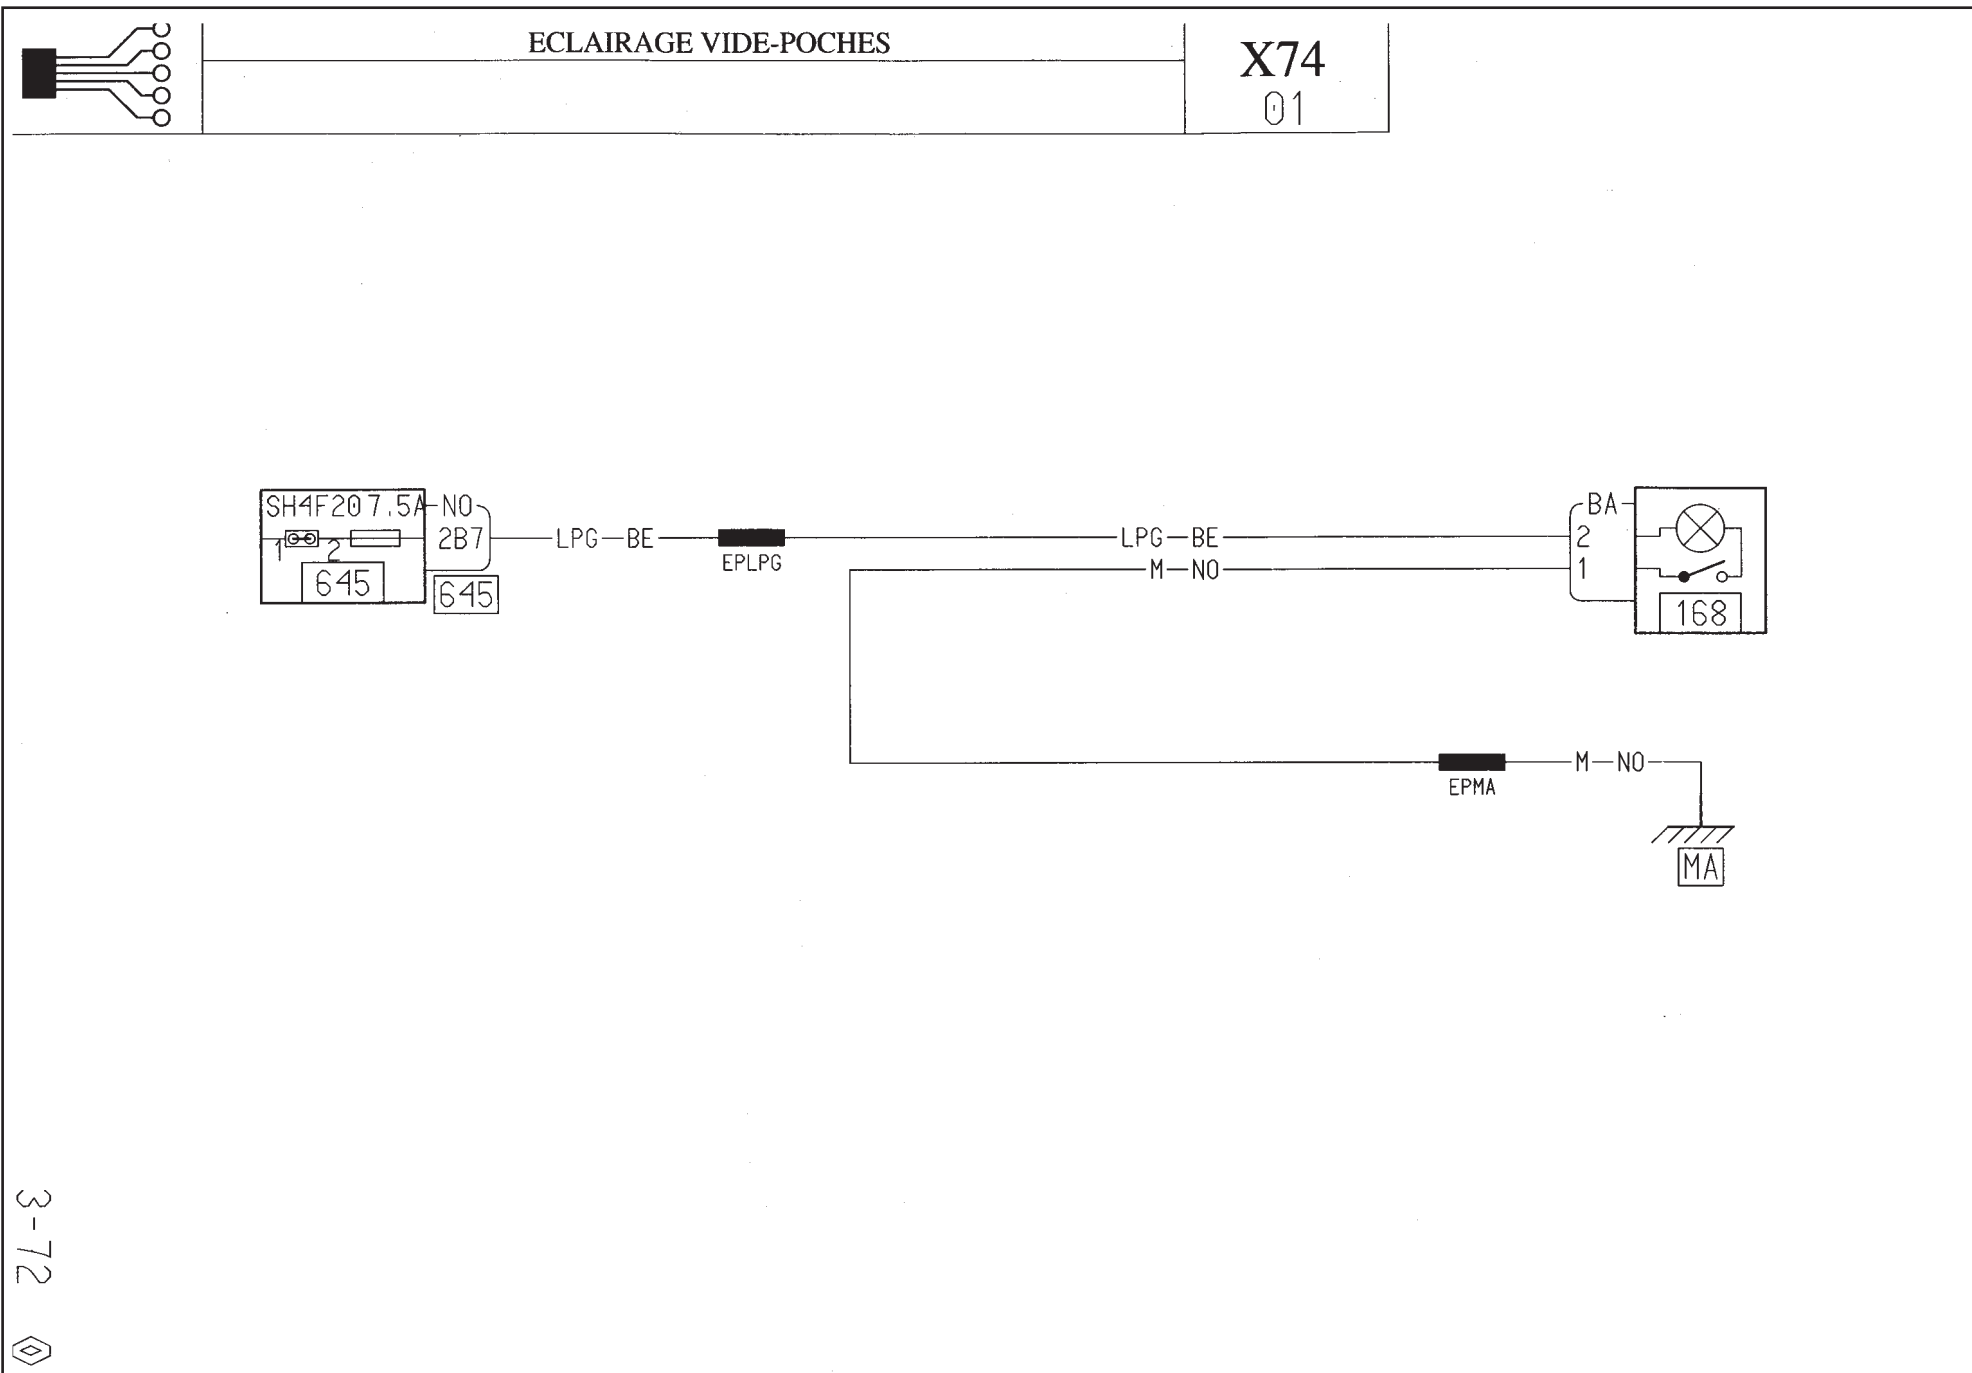 ECLAIRAGE VIDE-POCHES
X74
01
SH4F20 7.5A NO
1 2 2B7
645
645
LPG BE
EPLPG
LPG BE
M NO
BA
2
1
168
EPMA
M NO
MA
3-72